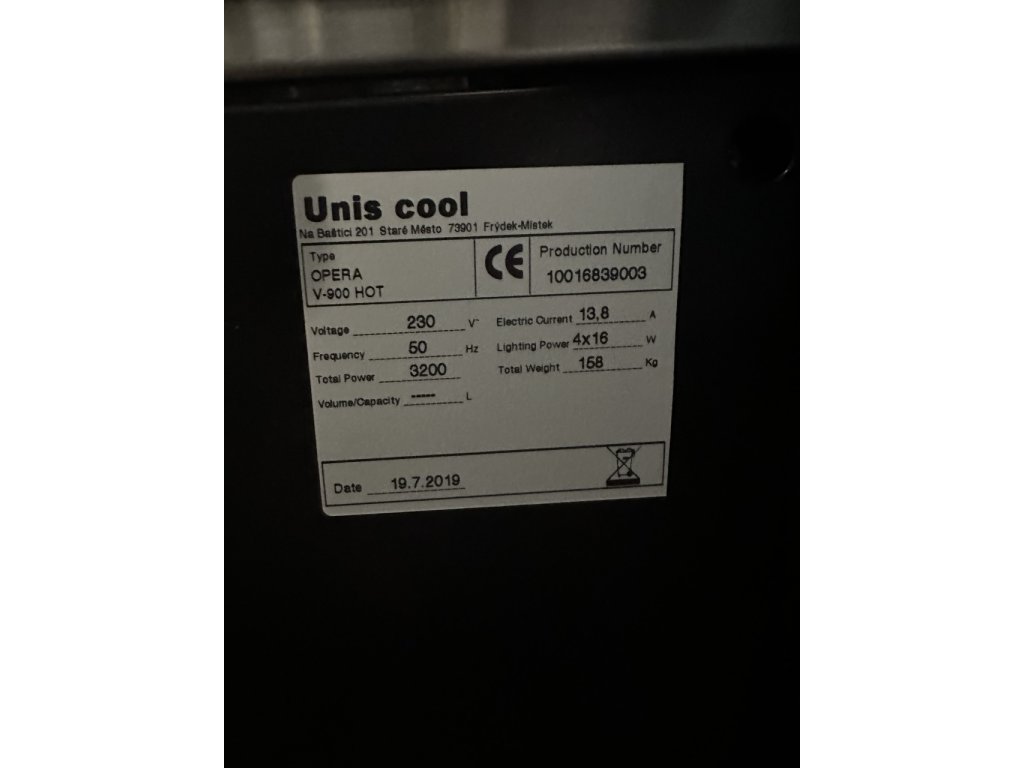 Unis cool
Na Baštici 201 Staré Město 73901 Frýdek-Místek
Type
OPERA
V-900 HOT
CE
Production Number
10016839003
Voltage 230 V~
Frequency 50 Hz
Total Power 3200
Volume/Capacity ----- L
Electric Current 13,8 A
Lighting Power 4x16 W
Total Weight 158 Kg
Date 19.7.2019